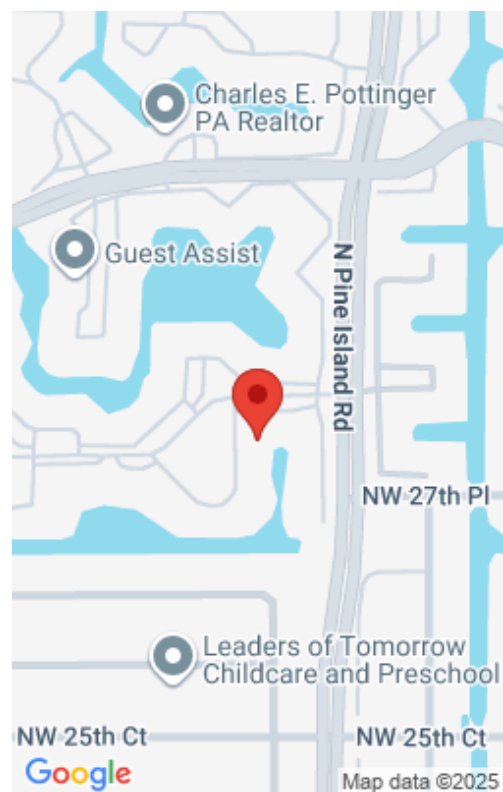 Charles E. Pottinger
PA Realtor
Guest Assist
N Pine Island Rd
NW 27th Pl
Leaders of Tomorrow
Childcare and Preschool
NW 25th Ct
NW 25th Ct
Google
Map data ©2025